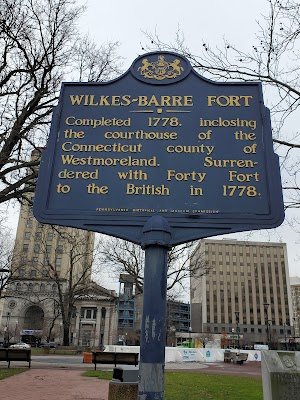 WILKES-BARRE FORT
Completed 1778, inclosing
the courthouse of the
Connecticut county of
Westmoreland. Surren-
dered with Forty Fort
to the British in 1778.
PENNSYLVANIA HISTORICAL AND MUSEUM COMMISSION